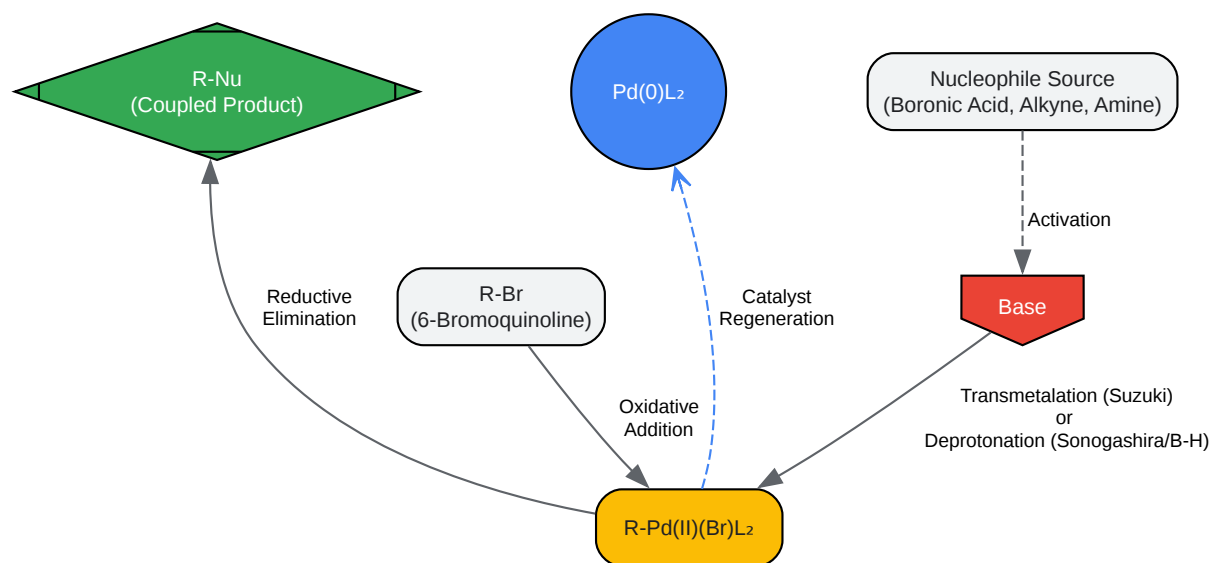 R-Nu
(Coupled Product)
Pd(0)L₂
Nucleophile Source
(Boronic Acid, Alkyne, Amine)
Activation
Reductive
Elimination
R-Br
(6-Bromoquinoline)
Catalyst
Regeneration
Base
Oxidative
Addition
Transmetalation (Suzuki)
or
Deprotonation (Sonogashira/B-H)
R-Pd(II)(Br)L₂